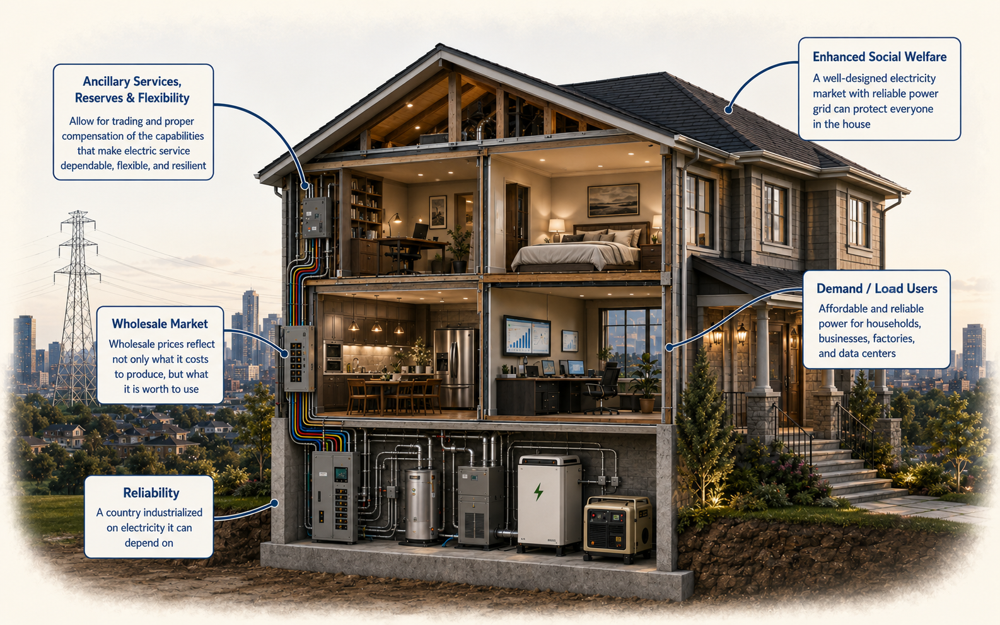 Ancillary Services,
Reserves & Flexibility
Allow for trading and proper
compensation of the capabilities
that make electric service
dependable, flexible, and resilient
Enhanced Social Welfare
A well-designed electricity
market with reliable power
grid can protect everyone
in the house
Wholesale Market
Wholesale prices reflect
not only what it costs
to produce, but what
it is worth to use
Demand / Load Users
Affordable and reliable
power for households,
businesses, factories,
and data centers
Reliability
A country industrialized
on electricity it can
depend on